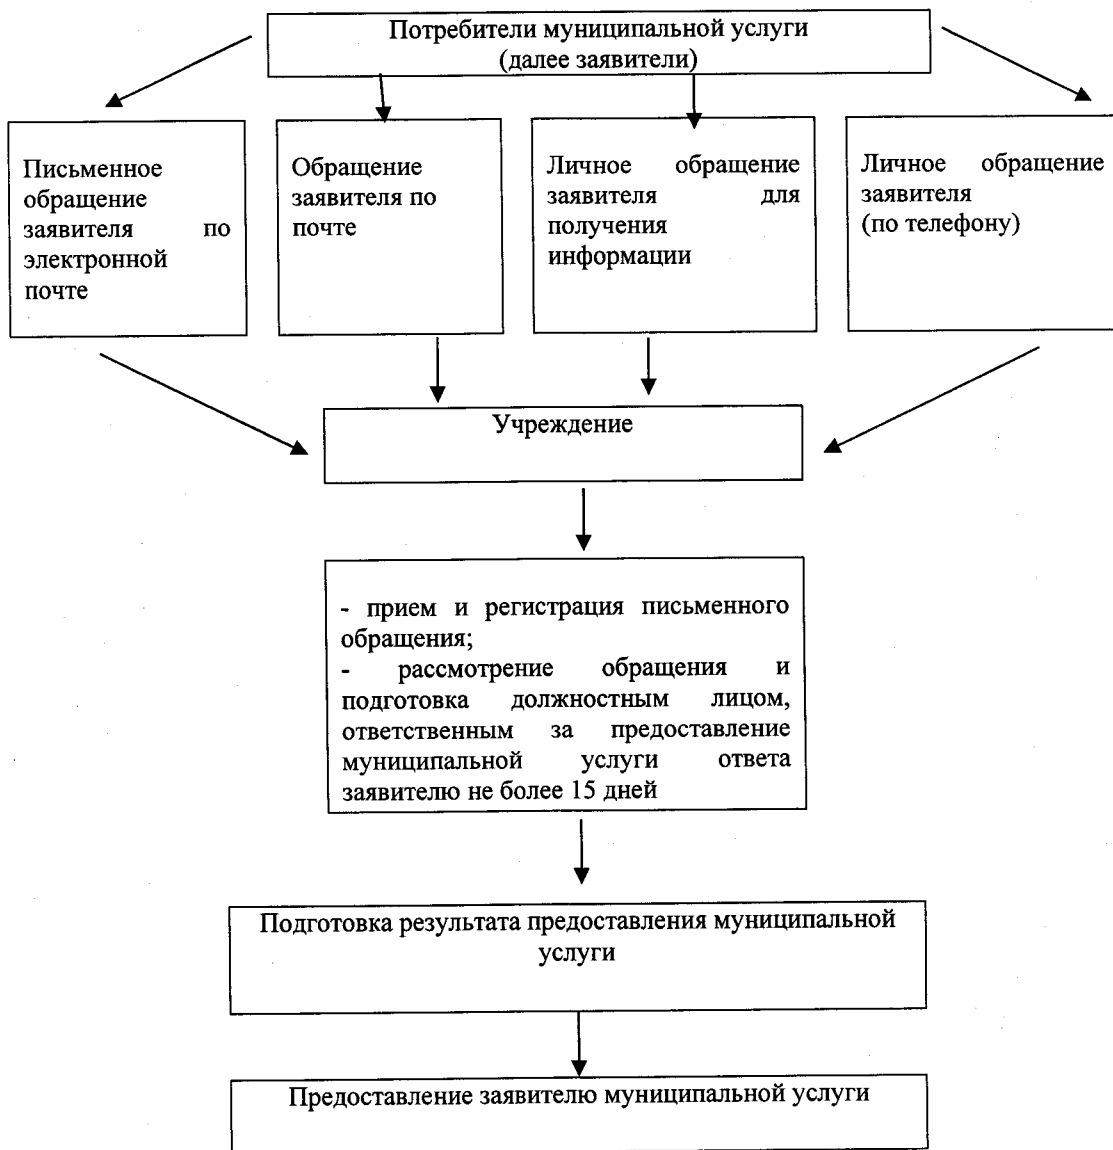 Потребители муниципальной услуги
(далее заявители)
Письменное
обращение
заявителя по
электронной
почте
Обращение
заявителя по
почте
Личное обращение
заявителя для
получения
информации
Личное обращение
заявителя
(по телефону)
Учреждение
- прием и регистрация письменного
обращения;
- рассмотрение обращения и
подготовка должностным лицом,
ответственным за предоставление
муниципальной услуги ответа
заявителю не более 15 дней
Подготовка результата предоставления муниципальной
услуги
Предоставление заявителю муниципальной услуги